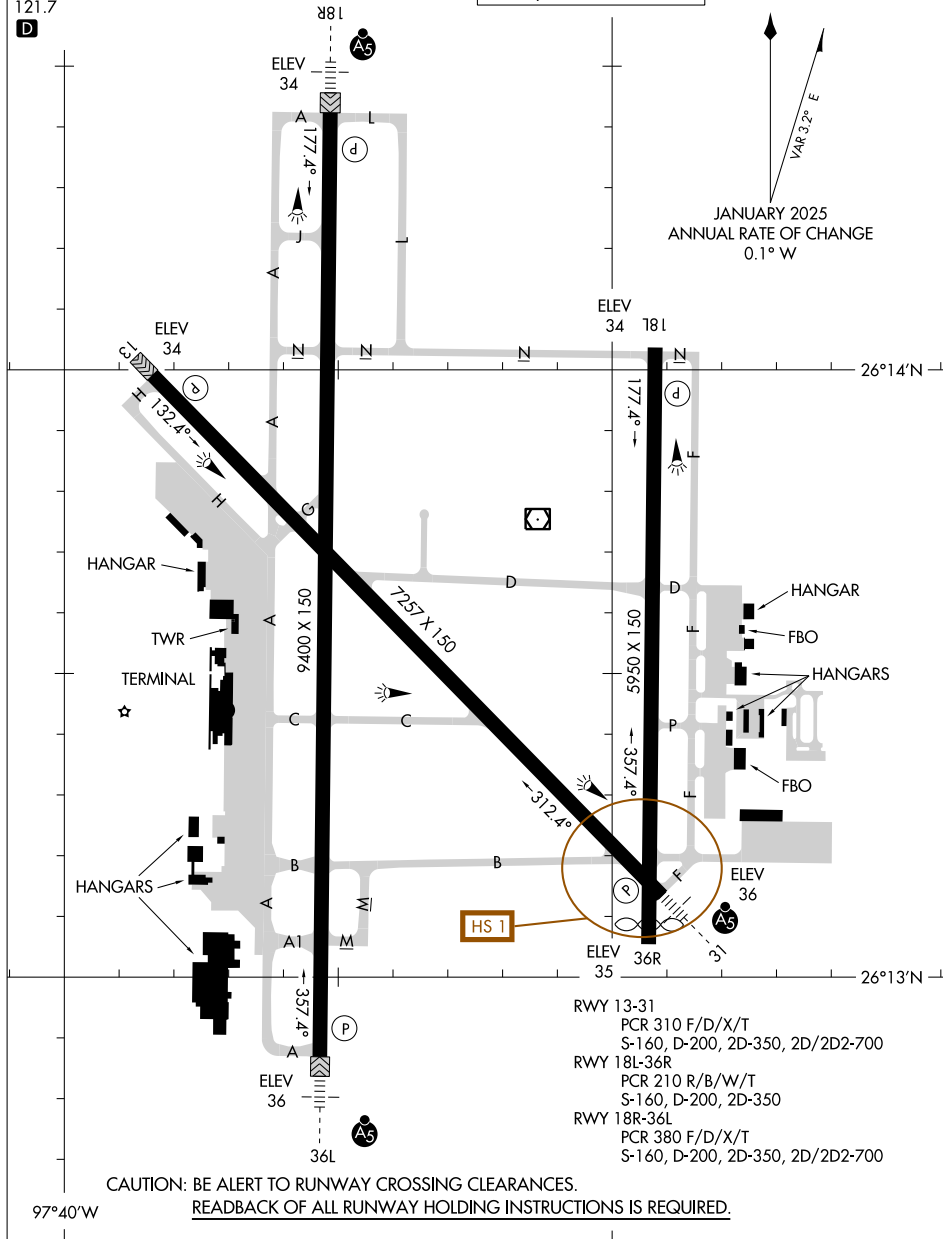 121.7
D
18R
A5
ELEV
34
A
L
177.4°
P
VAR 3.2° E
JANUARY 2025
ANNUAL RATE OF CHANGE
0.1° W
J
L
A
ELEV
34
18L
ELEV
34
13
N
N
N
N
26°14'N
P
H
132.4°
A
177.4°
P
F
H
G
HANGAR
D
D
HANGAR
TWR
A
9400 X 150
7257 X 150
5950 X 150
F
FBO
TERMINAL
HANGARS
C
C
P
357.4°
FBO
312.4°
F
B
B
HANGARS
A
M
P
F
ELEV
36
A5
HS 1
A1
M
ELEV
35
36R
31
26°13'N
357.4°
P
A
ELEV
36
A5
36L
RWY 13-31
PCR 310 F/D/X/T
S-160, D-200, 2D-350, 2D/2D2-700
RWY 18L-36R
PCR 210 R/B/W/T
S-160, D-200, 2D-350
RWY 18R-36L
PCR 380 F/D/X/T
S-160, D-200, 2D-350, 2D/2D2-700
CAUTION: BE ALERT TO RUNWAY CROSSING CLEARANCES.
READBACK OF ALL RUNWAY HOLDING INSTRUCTIONS IS REQUIRED.
97°40'W